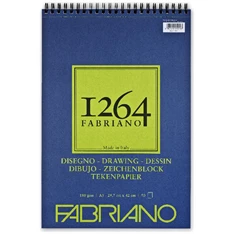 1264
FABRIANO
Made in Italy
DISEGNO - DRAWING - DESSIN
DIBUJO - ZEICHENBLOCK
TEKENPAPIER
FABRIANO